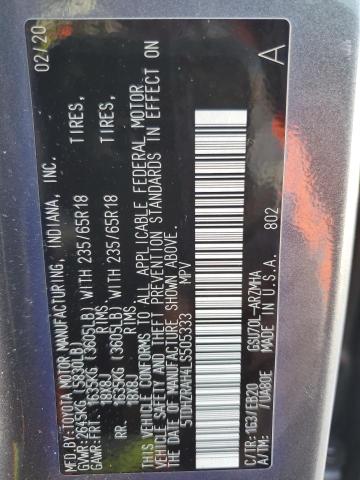 MFD.BY:TOYOTA MOTOR MANUFACTURING, INDIANA, INC. 02/20
GVWR:2645KG (5830LB)
GAWR:FRT. 1635KG (3605LB) WITH 235/65R18 TIRES,
18X8J RIMS,
RR. 1635KG (3605LB) WITH 235/65R18 TIRES,
18X8J RIMS,
THIS VEHICLE CONFORMS TO ALL APPLICABLE FEDERAL MOTOR
VEHICLE SAFETY AND THEFT PREVENTION STANDARDS IN EFFECT ON
THE DATE OF MANUFACTURE SHOWN ABOVE.
5TDHZRAH4LS505333 MPV
A
C/TR:1G3/EB20 GSU70L-ARZMHA
A/TM: /UA80E MADE IN U.S.A. 802